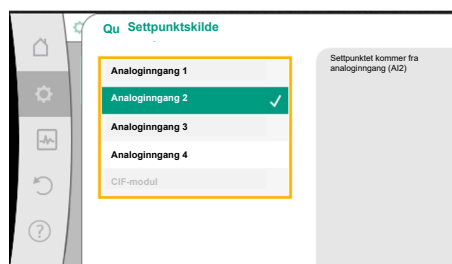 Qu Settpunktskilde
Analoginngang 1
Analoginngang 2
Analoginngang 3
Analoginngang 4
CIF-modul
Settpunktet kommer fra
analoginngang (AI2)
?